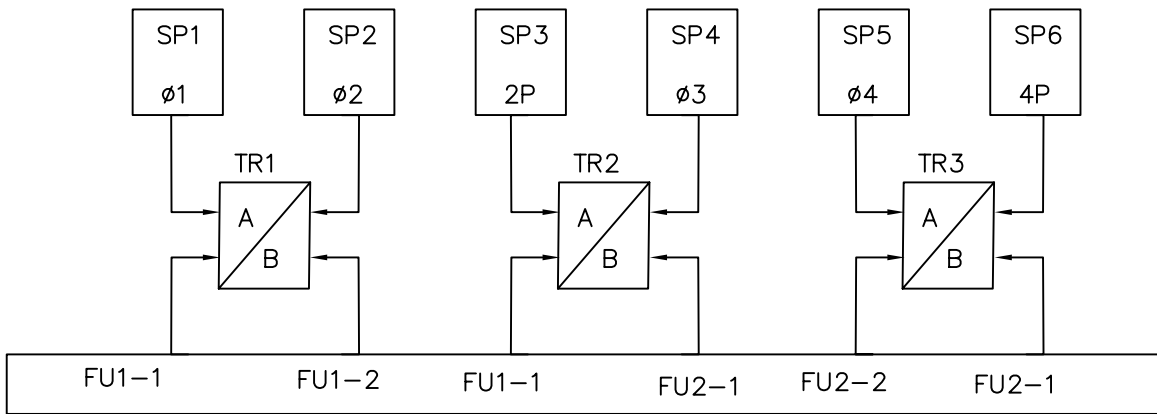 SP1 SP2 SP3 SP4 SP5 SP6
ø1 ø2 2P ø3 ø4 4P
TR1 TR2 TR3
A A A
B B B
FU1-1 FU1-2 FU1-1 FU2-1 FU2-2 FU2-1